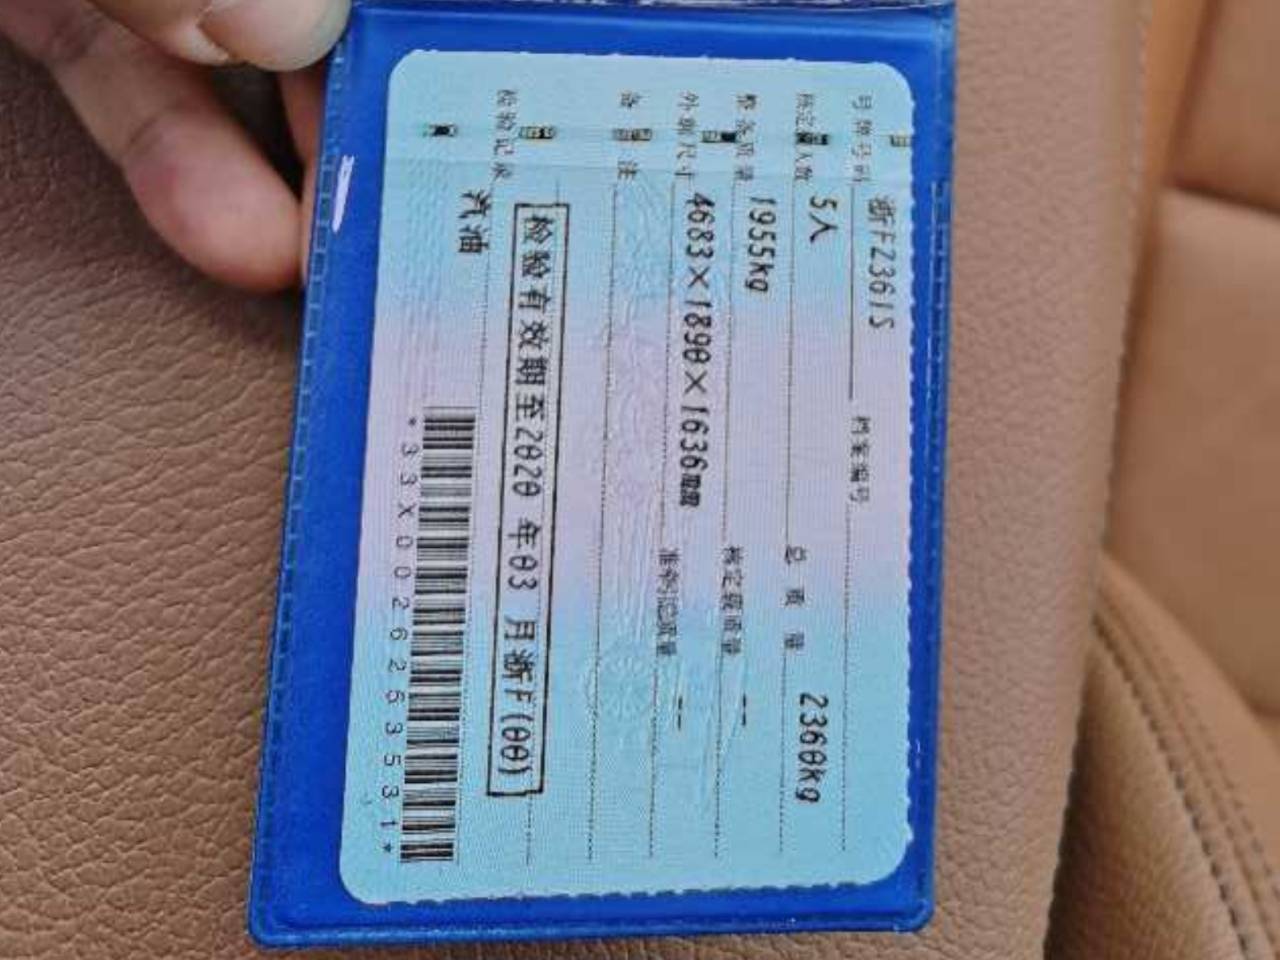 号牌号码 浙FZ361S 档案编号
核定载人数 5人 总质量 2360kg
整备质量 1955kg 核定载质量 --
外廓尺寸 4683×1890×1636mm 准牵引总质量 --
备注
检验有效期至2020年03月浙F(00)
检验记录
汽油
*33X0026263531*